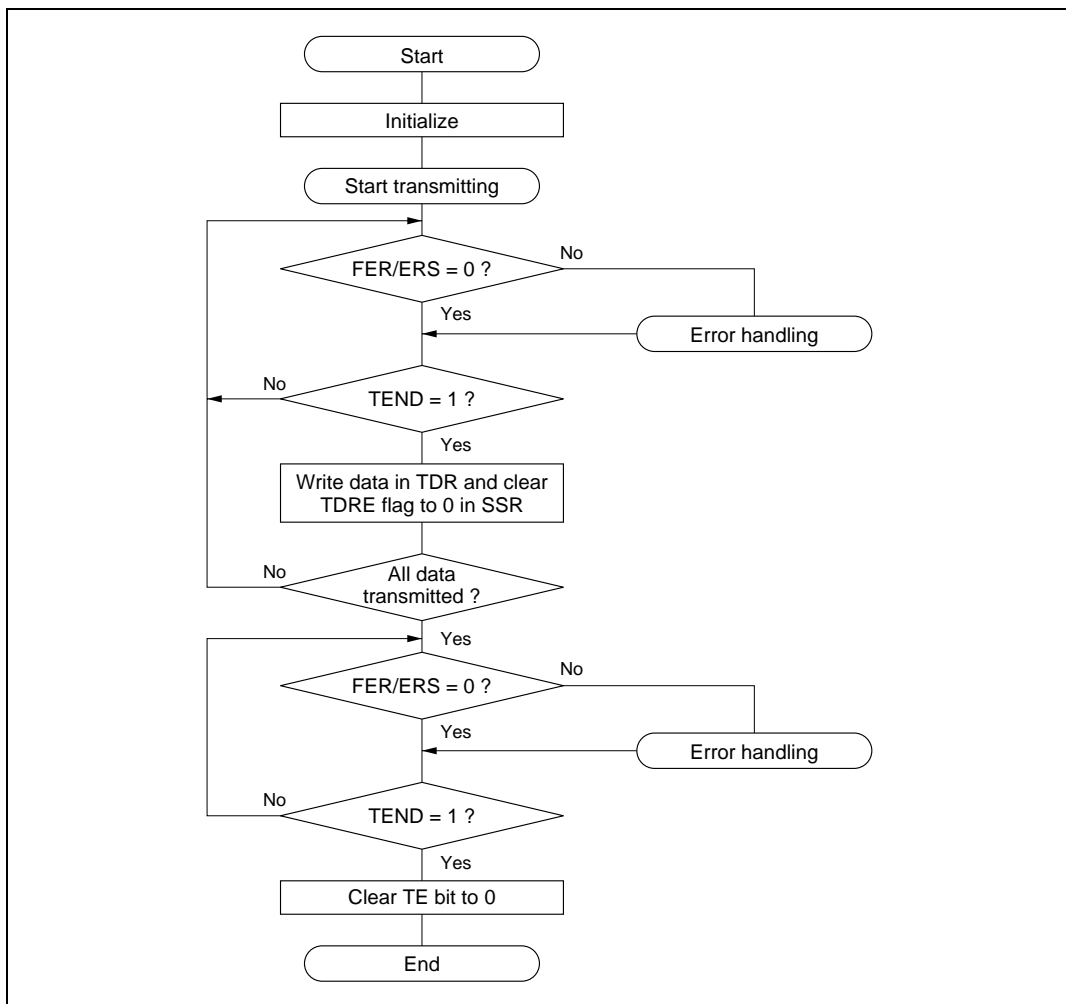 Start
Initialize
Start transmitting
FER/ERS = 0 ?
No
Yes
Error handling
No
TEND = 1 ?
Yes
Write data in TDR and clear
TDRE flag to 0 in SSR
No
All data
transmitted ?
Yes
FER/ERS = 0 ?
No
Yes
Error handling
No
TEND = 1 ?
Yes
Clear TE bit to 0
End